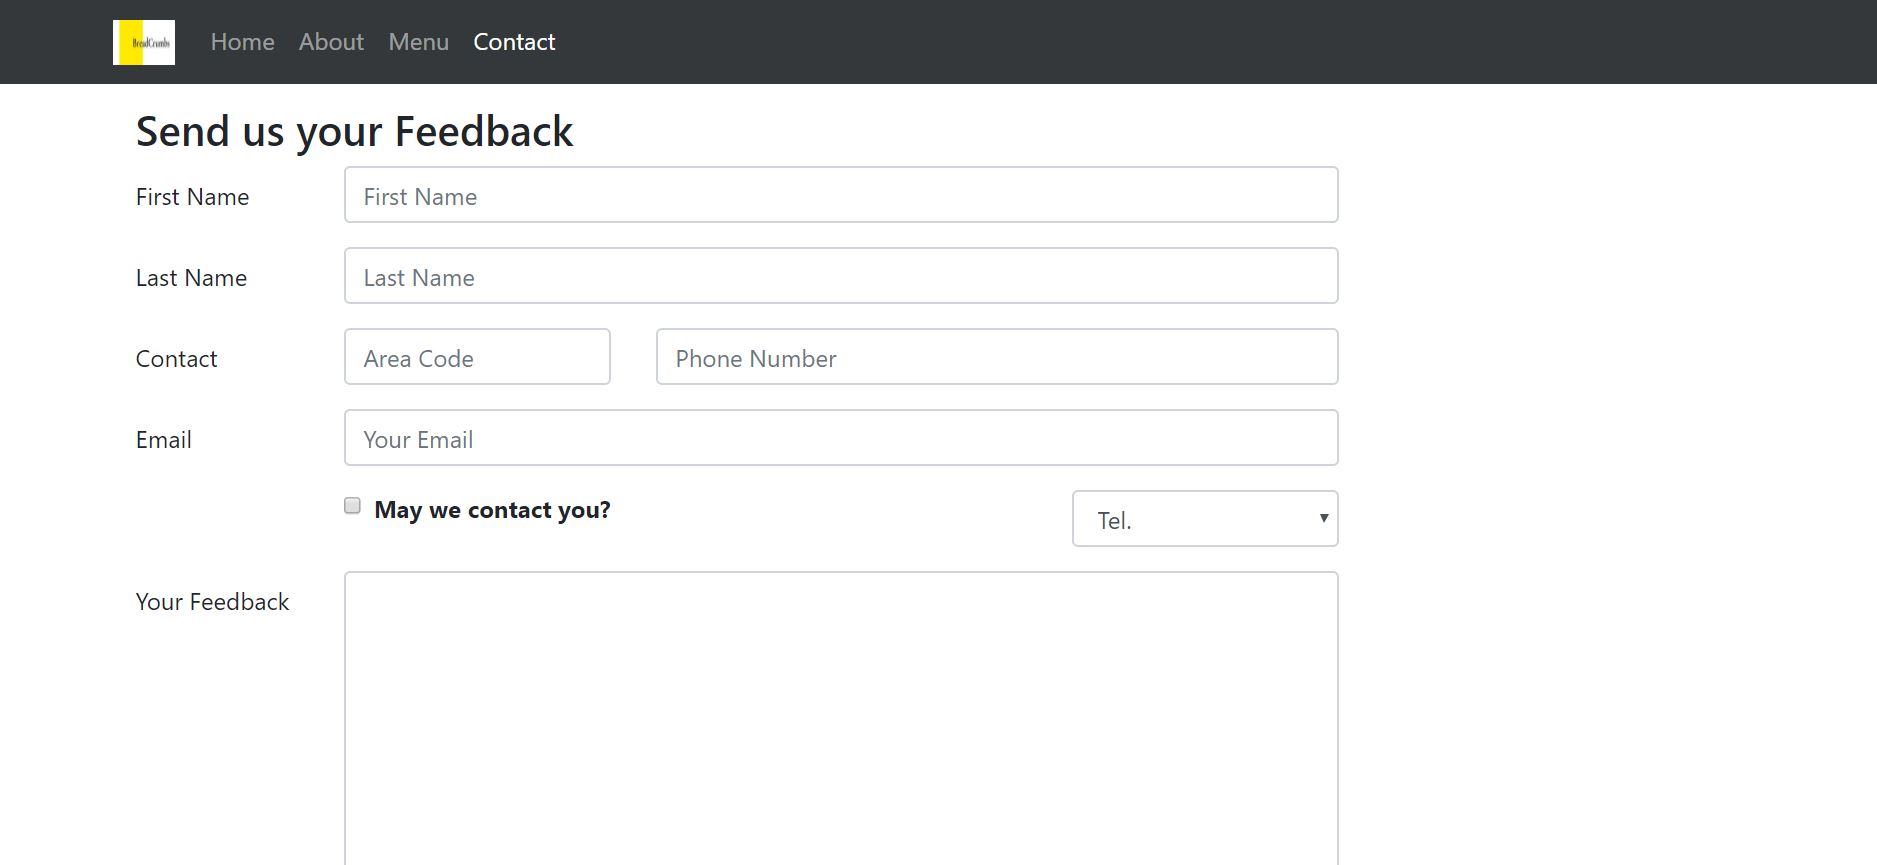 BreadCrumbs
Home About Menu Contact
Send us your Feedback
First Name First Name
Last Name Last Name
Contact Area Code Phone Number
Email Your Email
May we contact you? Tel.
Your Feedback